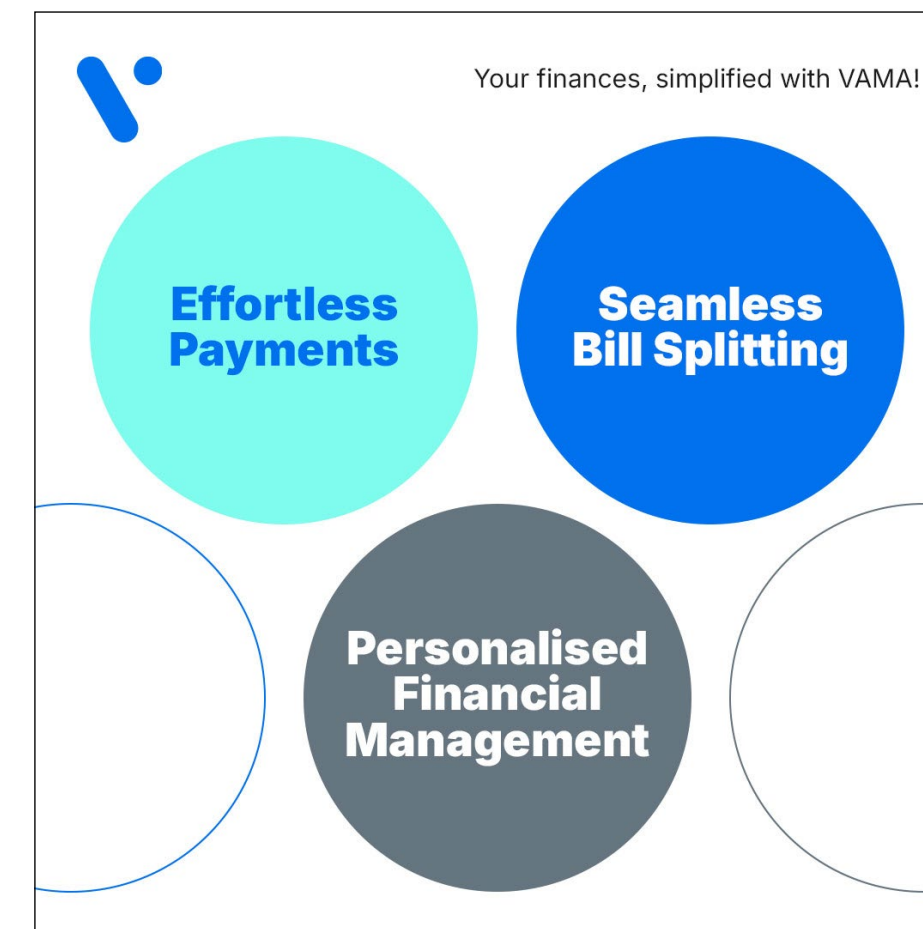 Your finances, simplified with VAMA!
Effortless
Payments
Seamless
Bill Splitting
Personalised
Financial
Management